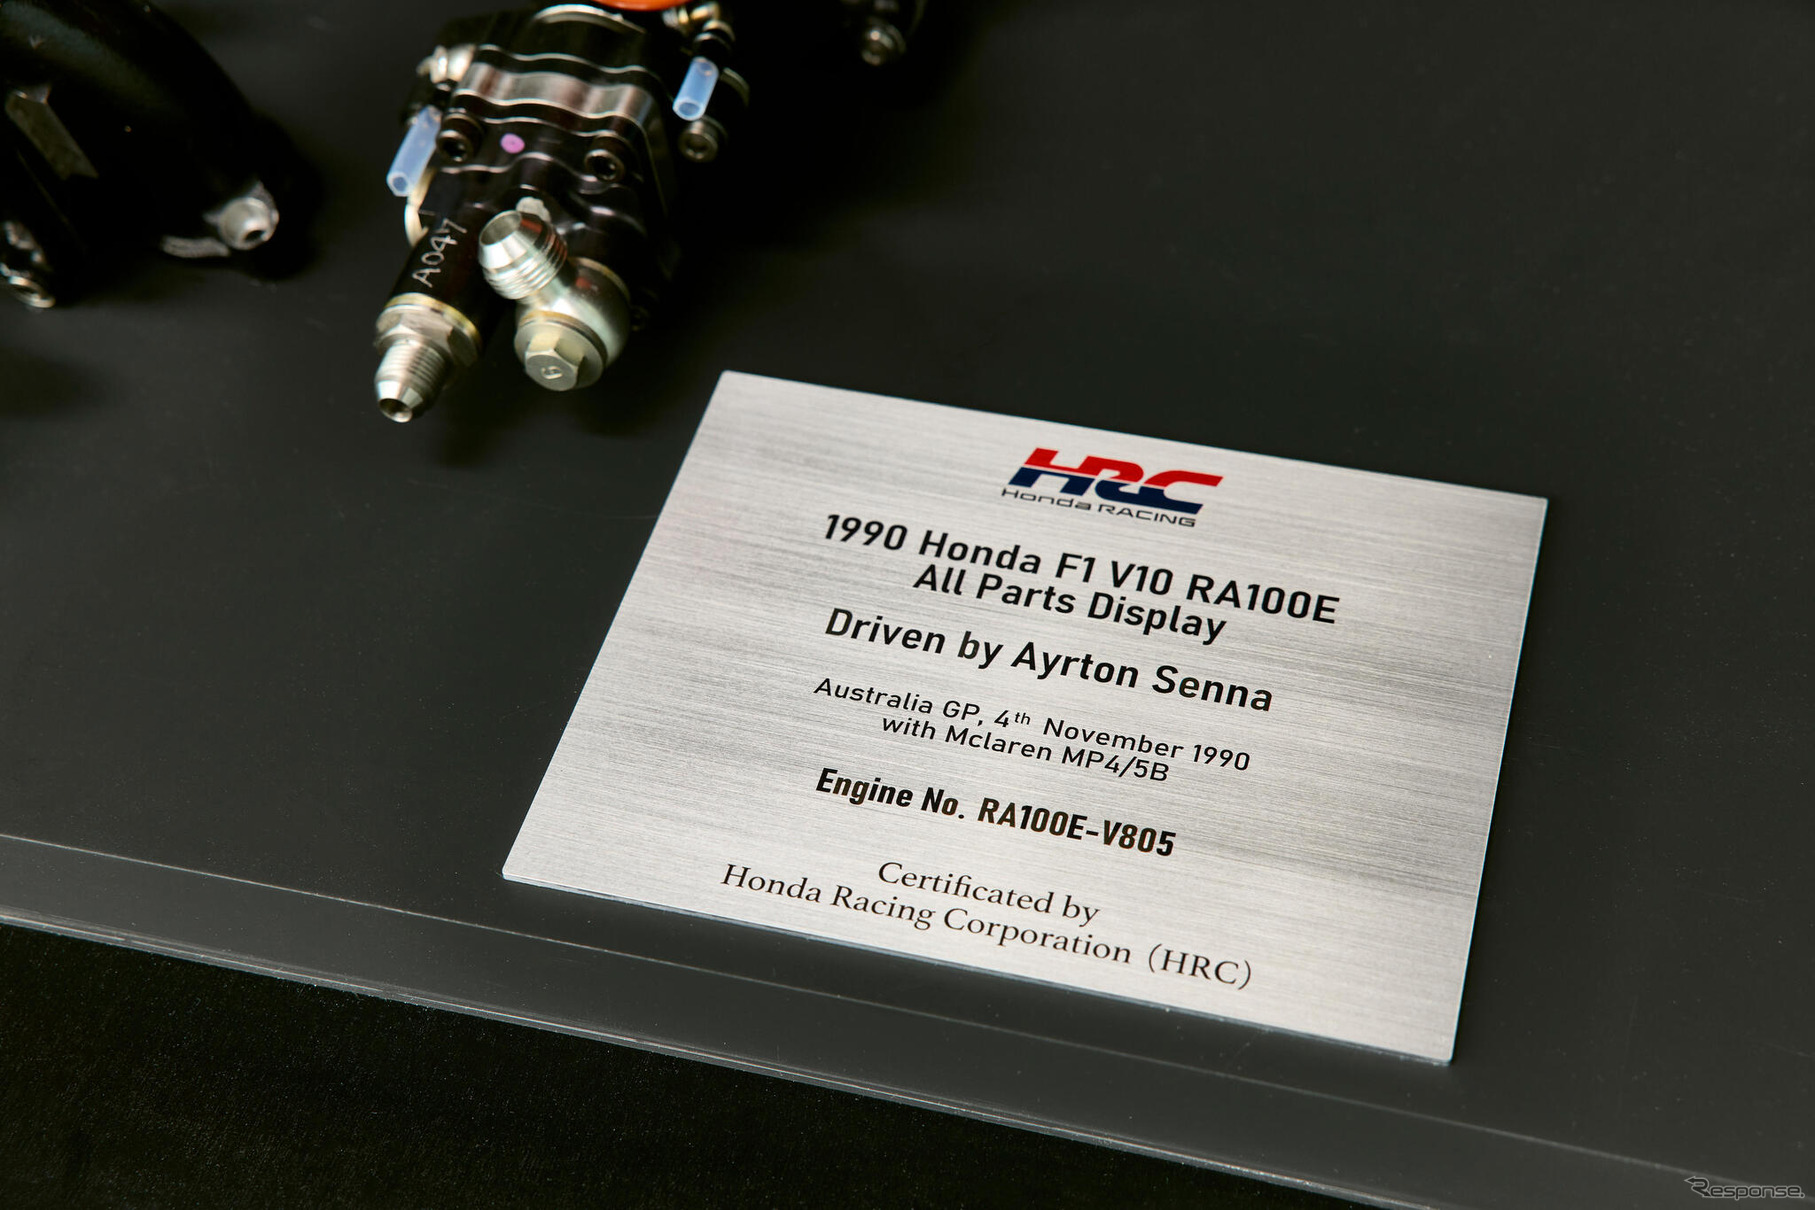 A047
6
HRC
Honda RACING
1990 Honda F1 V10 RA100E
All Parts Display
Driven by Ayrton Senna
Australia GP, 4th November 1990
with Mclaren MP4/5B
Engine No. RA100E-V805
Certificated by
Honda Racing Corporation (HRC)
Response.